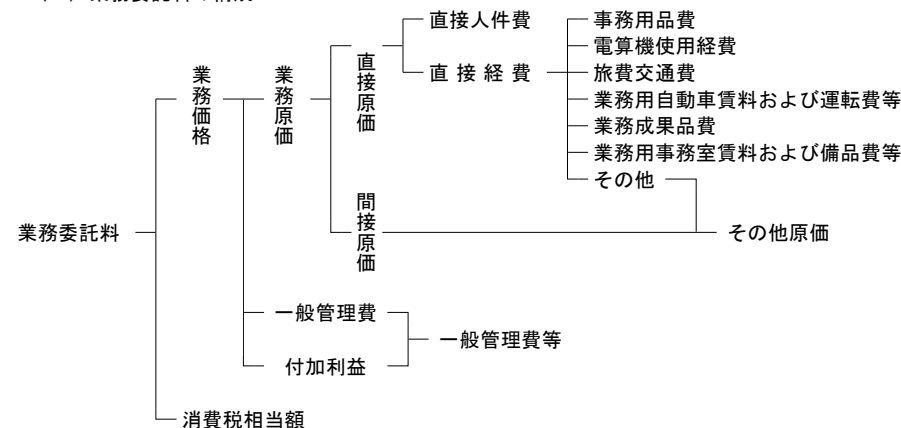 直接人件費
直接経費
事務用品費
電算機使用経費
旅費交通費
業務用自動車賃料および運転費等
業務成果品費
業務用事務室賃料および備品費等
その他
業務価格
業務原価
直接原価
間接原価
業務委託料
その他原価
一般管理費
一般管理費等
付加利益
消費税相当額